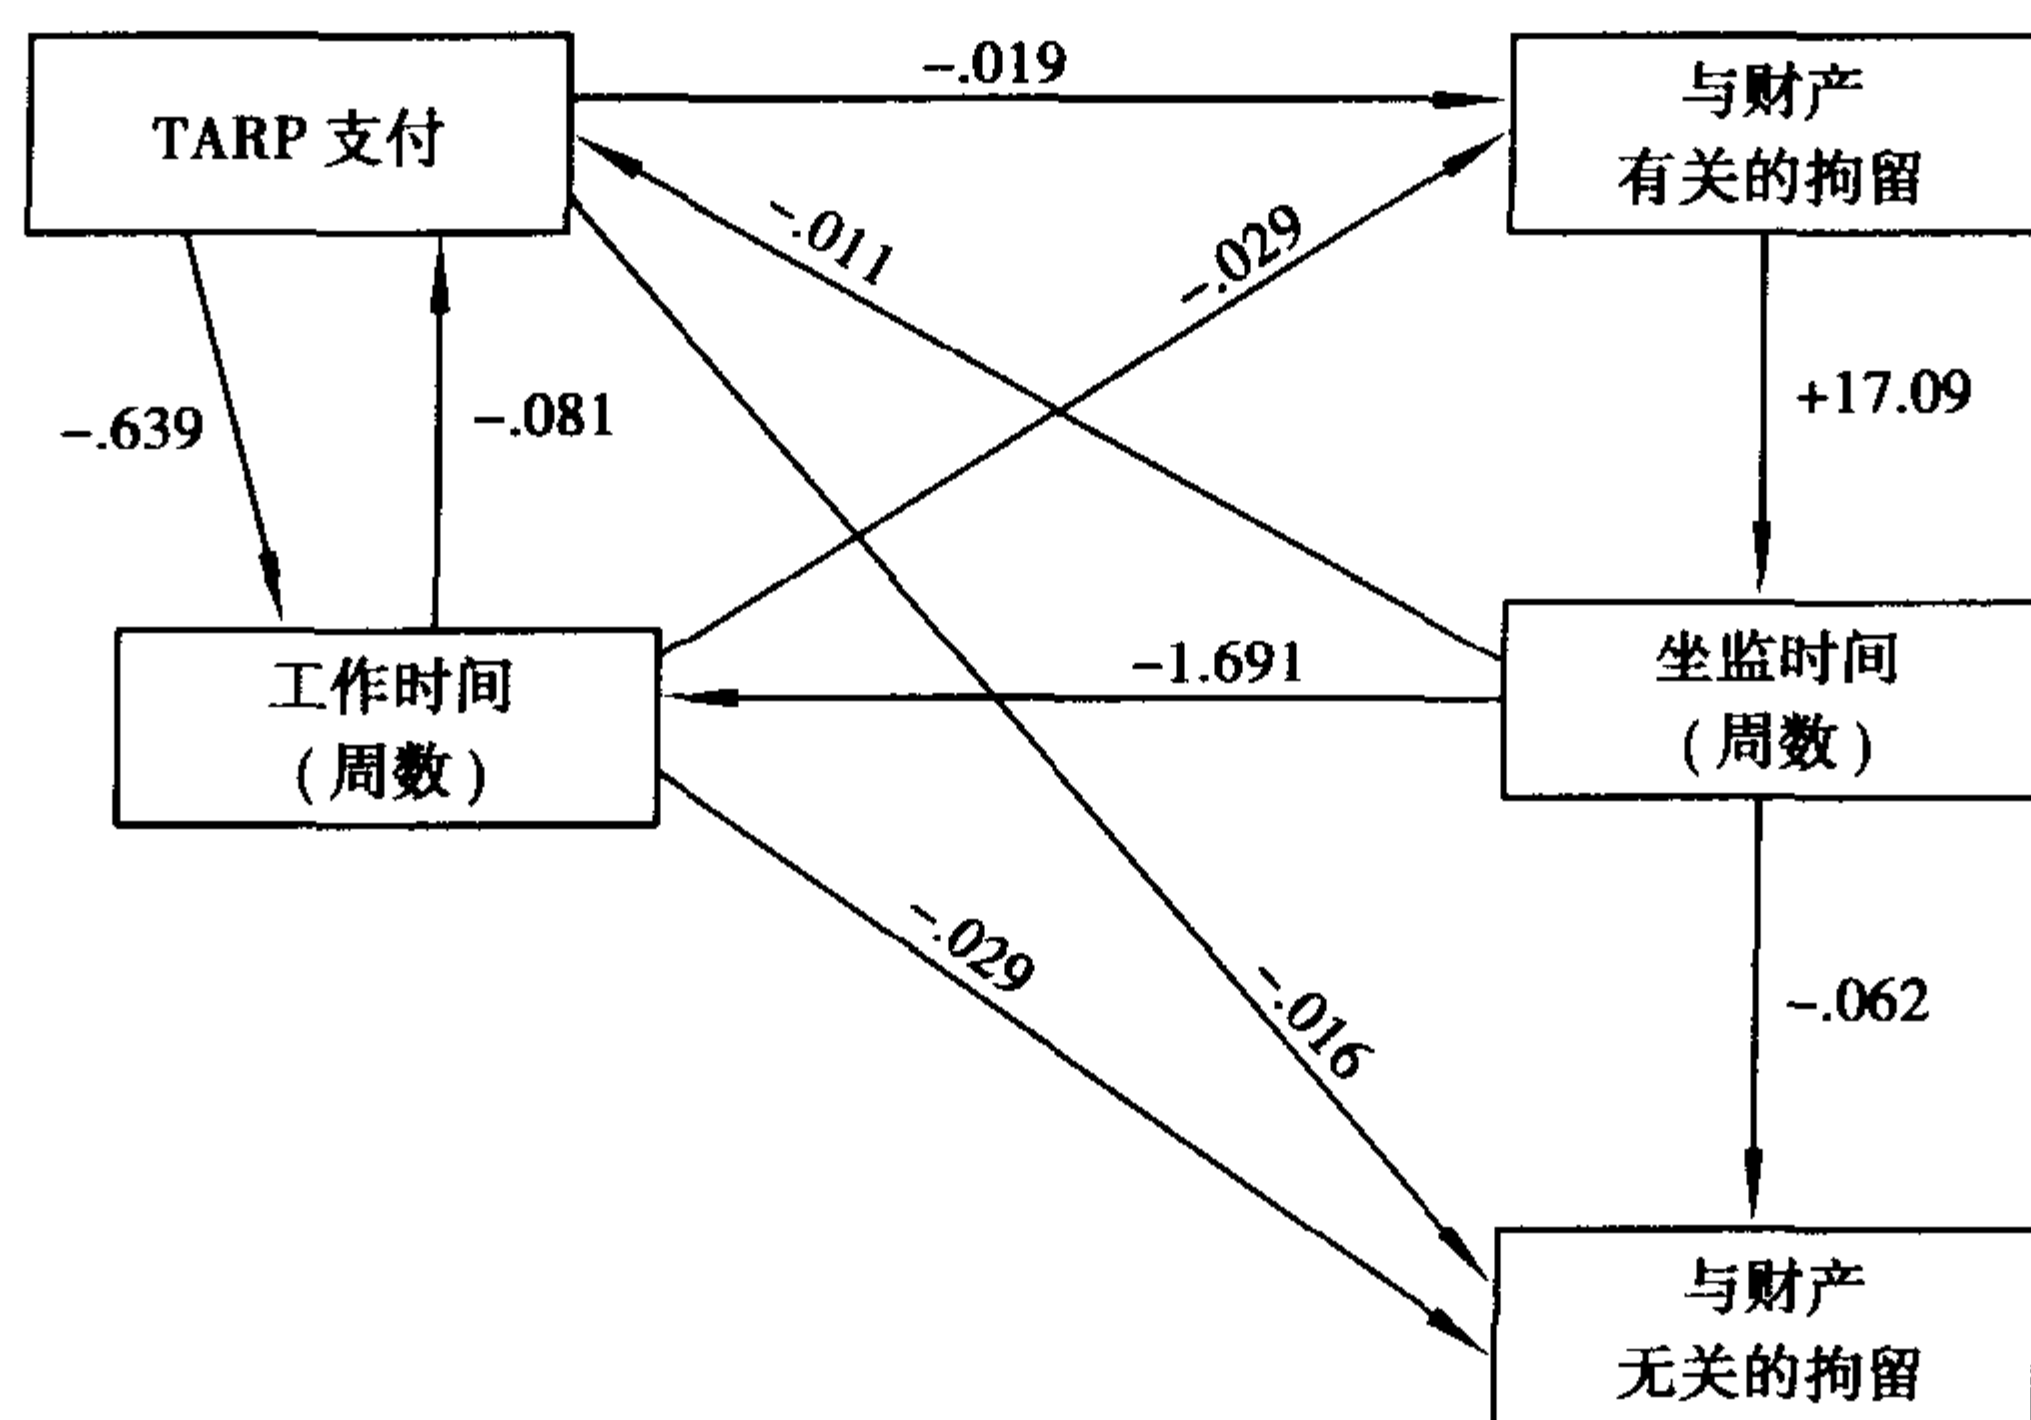 -.019
TARP 支付
与财产
有关的拘留
-.011
-.029
-.639
-.081
+17.09
工作时间
(周数)
-1.691
坐监时间
(周数)
-.029
-.016
-.062
与财产
无关的拘留